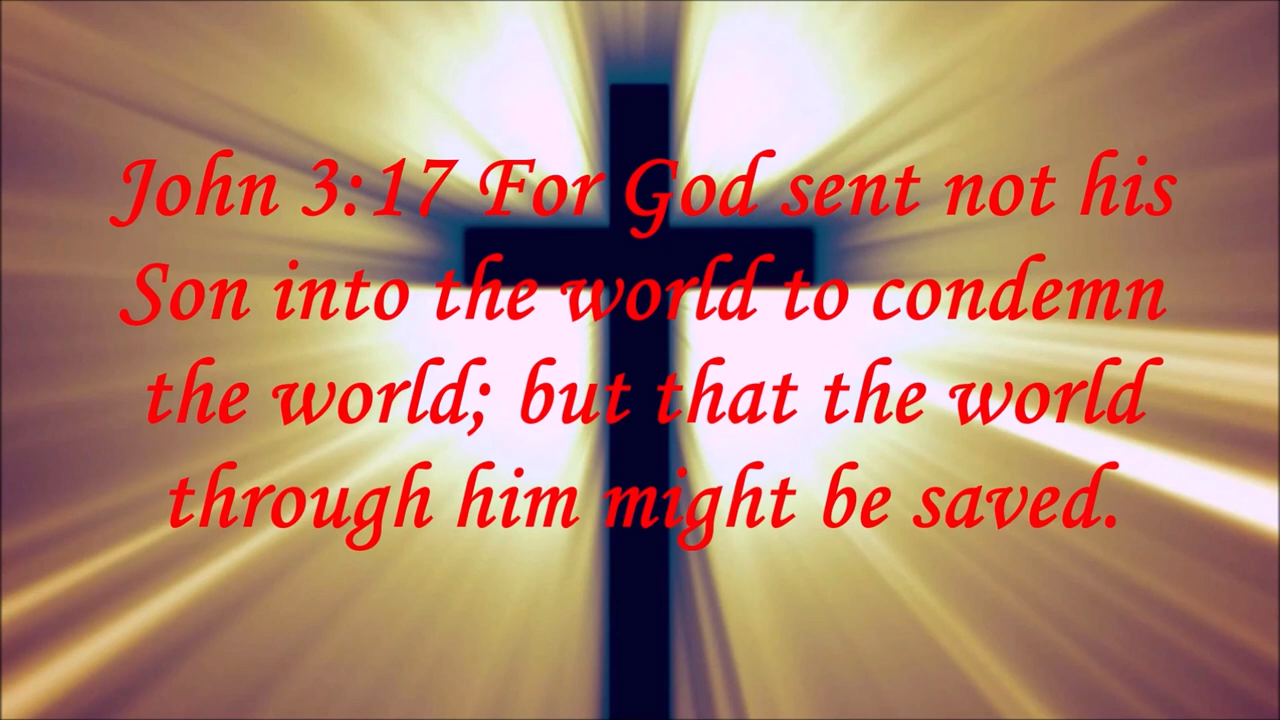 John 3:17 For God sent not his
Son into the world to condemn
the world; but that the world
through him might be saved.